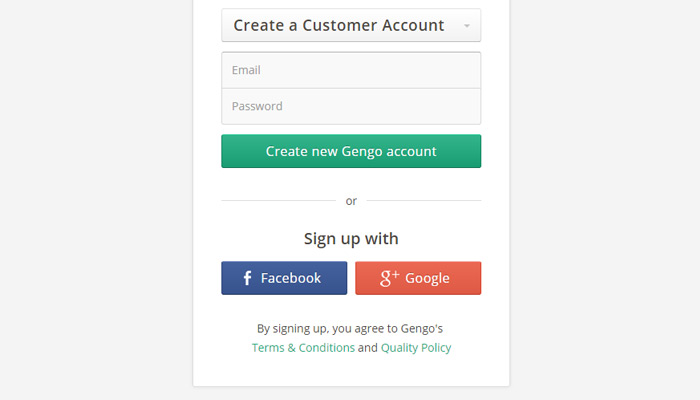 Create a Customer Account
Email
Password
Create new Gengo account
or
Sign up with
Facebook
g+ Google
By signing up, you agree to Gengo's
Terms & Conditions and Quality Policy